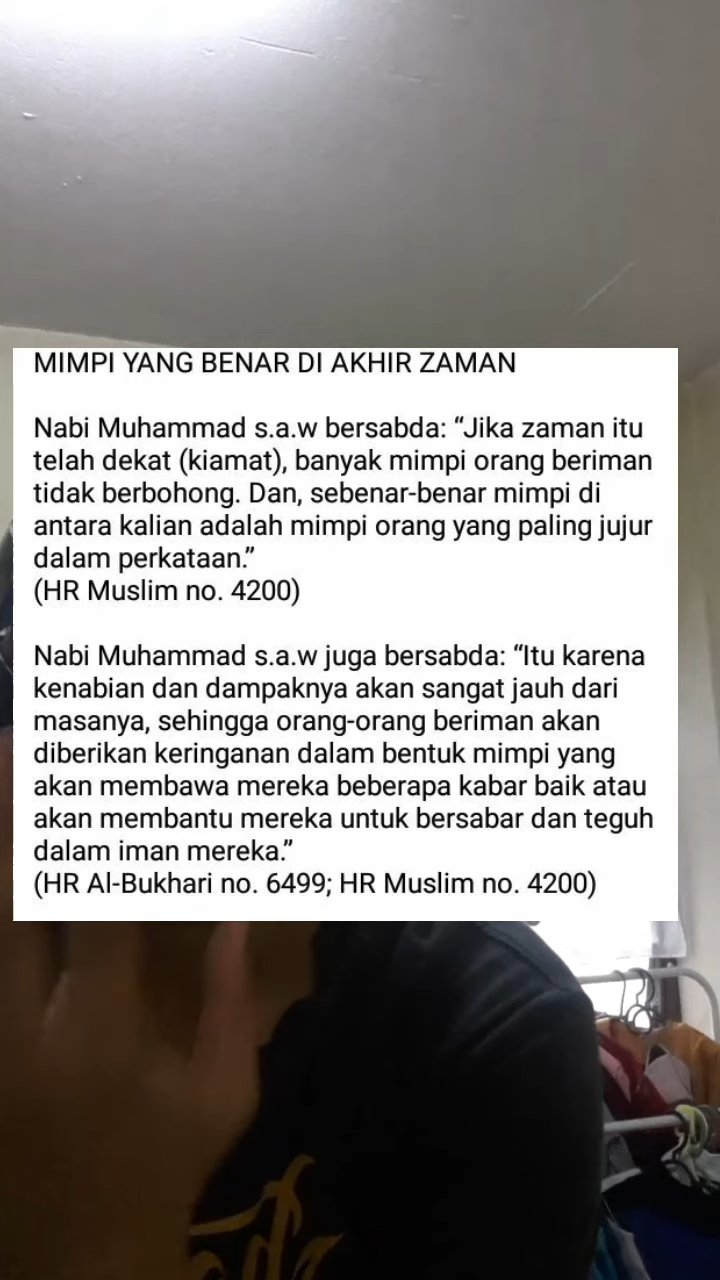 MIMPI YANG BENAR DI AKHIR ZAMAN
Nabi Muhammad s.a.w bersabda: “Jika zaman itu
telah dekat (kiamat), banyak mimpi orang beriman
tidak berbohong. Dan, sebenar-benar mimpi di
antara kalian adalah mimpi orang yang paling jujur
dalam perkataan.”
(HR Muslim no. 4200)
Nabi Muhammad s.a.w juga bersabda: “Itu karena
kenabian dan dampaknya akan sangat jauh dari
masanya, sehingga orang-orang beriman akan
diberikan keringanan dalam bentuk mimpi yang
akan membawa mereka beberapa kabar baik atau
akan membantu mereka untuk bersabar dan teguh
dalam iman mereka.”
(HR Al-Bukhari no. 6499; HR Muslim no. 4200)